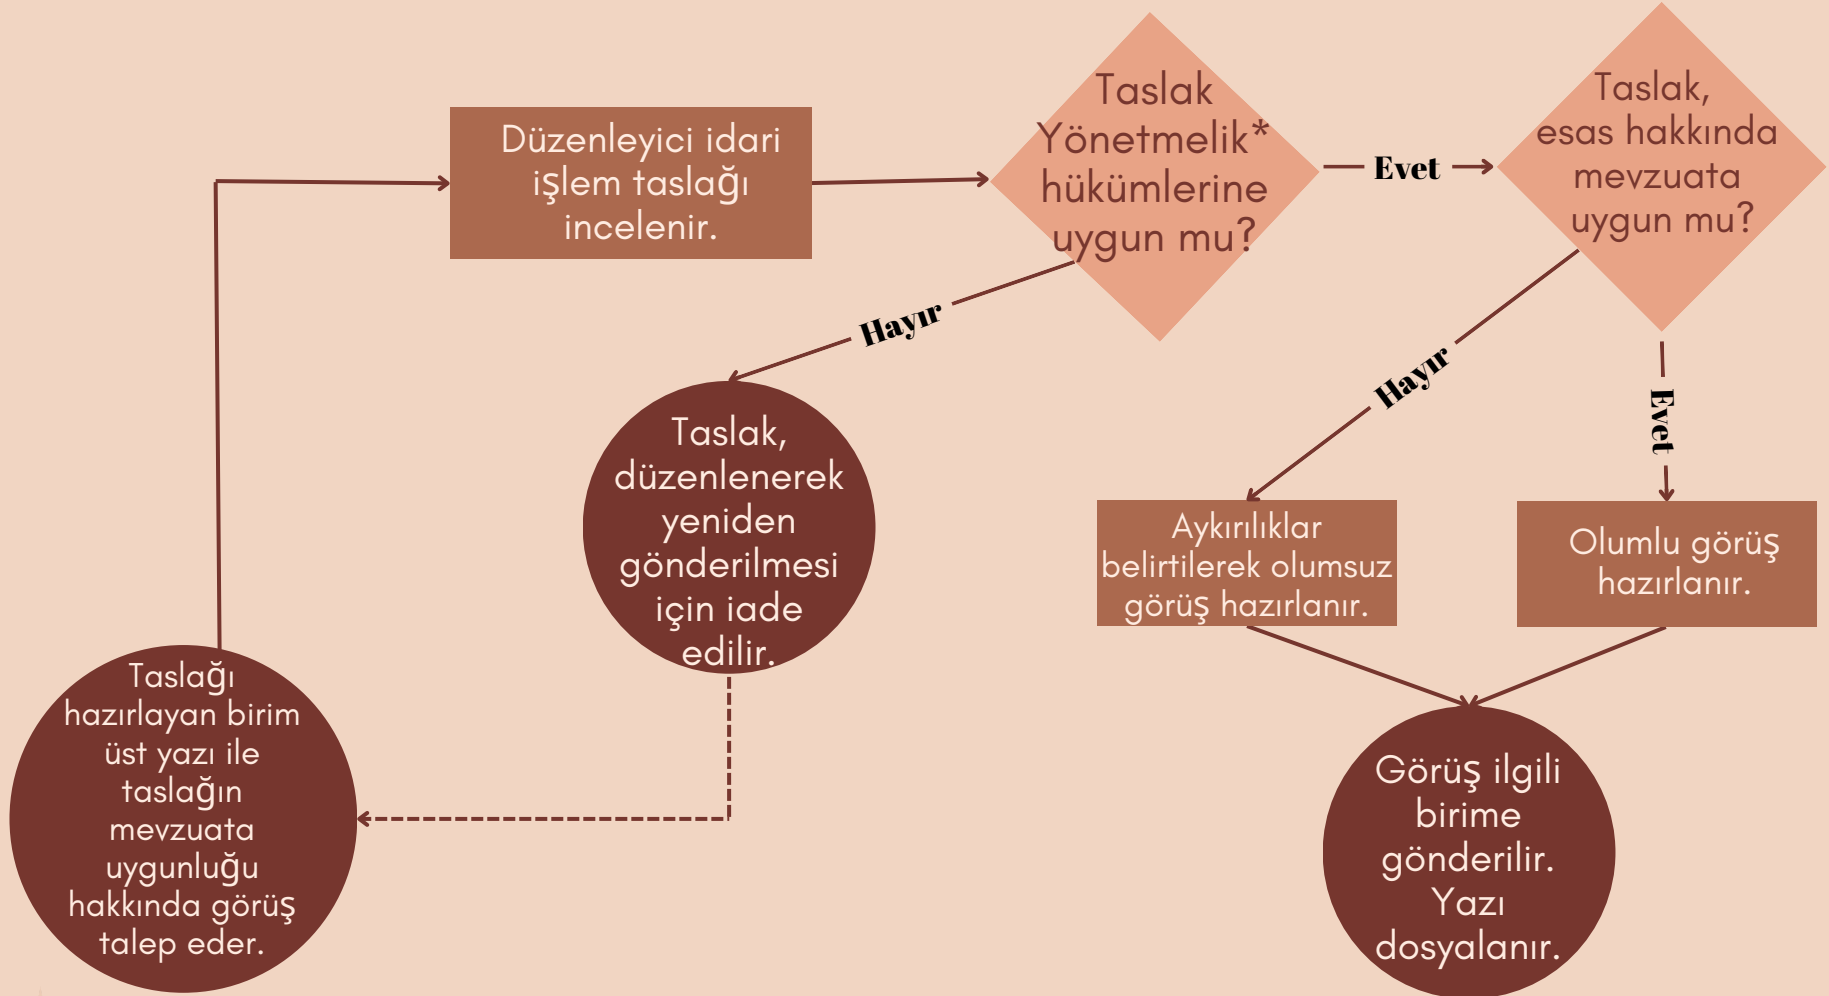 Taslağı
hazırlayan birim
üst yazı ile
taslağın
mevzuata
uygunluğu
hakkında görüş
talep eder.
Düzenleyici idari
işlem taslağı
incelenir.
Taslak
Yönetmelik*
hükümlerine
uygun mu?
Hayır
Taslak,
düzenlenerek
yeniden
gönderilmesi
için iade
edilir.
Evet
Taslak,
esas hakkında
mevzuata
uygun mu?
Hayır
Aykırılıklar
belirtilerek olumsuz
görüş hazırlanır.
Evet
Olumlu görüş
hazırlanır.
Görüş ilgili
birime
gönderilir.
Yazı
dosyalanır.